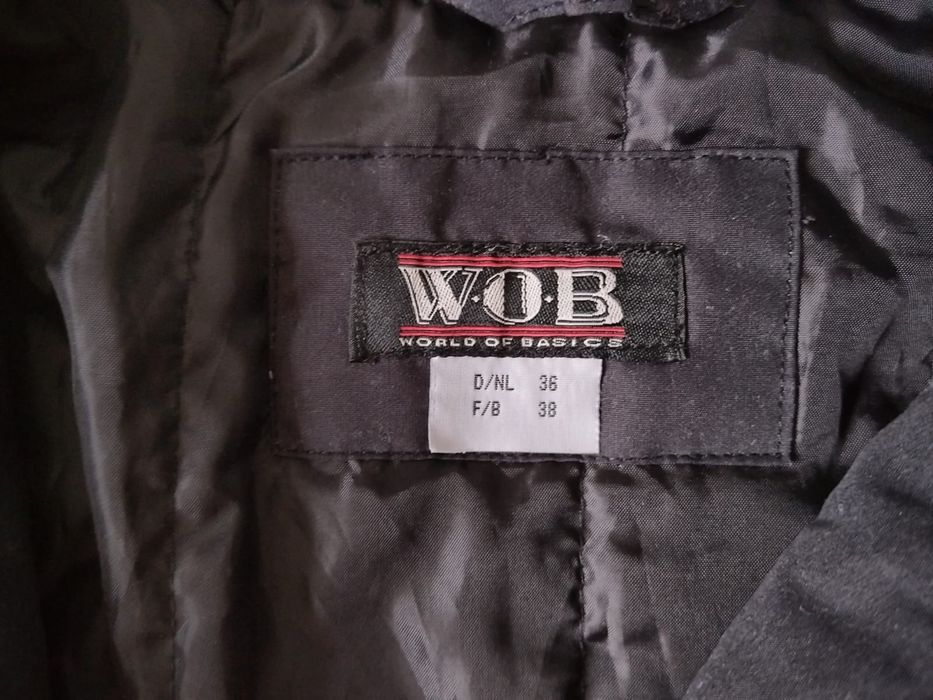 W·O·B
WORLD OF BASICS
D/NL 36
F/B 38